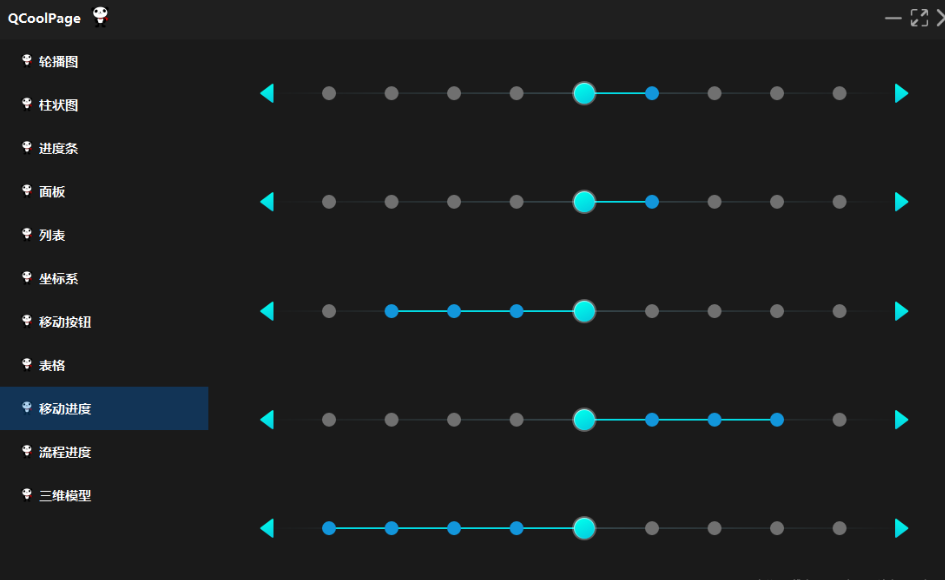 QCoolPage
轮播图
柱状图
进度条
面板
列表
坐标系
移动按钮
表格
移动进度
流程进度
三维模型